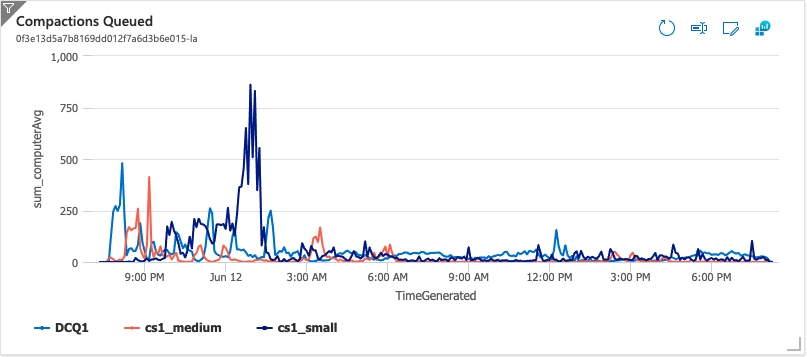 Compactions Queued
0f3e13d5a7b8169dd012f7a6d3b6e015-la
1,000
750
500
250
0
sum_computerAvg
9:00 PM
Jun 12
3:00 AM
6:00 AM
9:00 AM
12:00 PM
3:00 PM
6:00 PM
TimeGenerated
DCQ1
cs1_medium
cs1_small